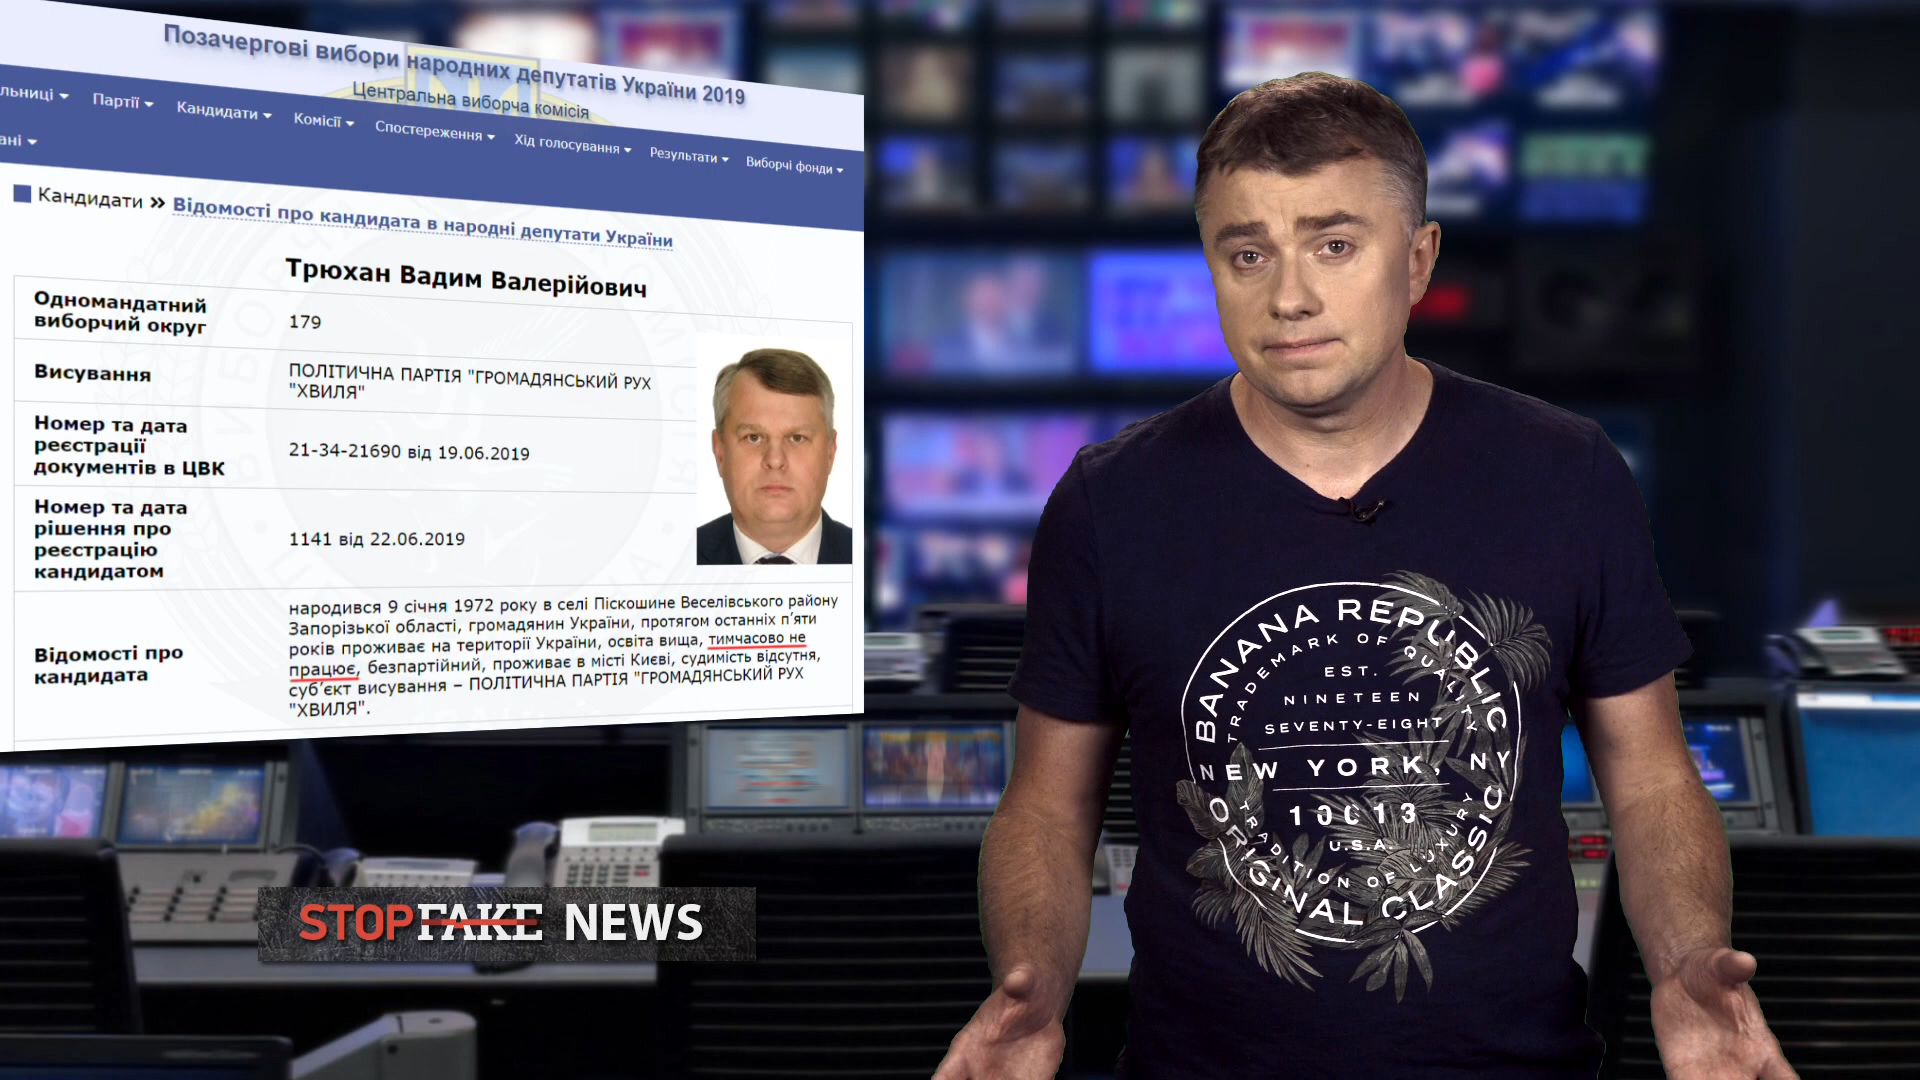 Позачергові вибори народних депутатів України 2019
Центральна виборча комісія
льниці Партії Кандидати Комісії Спостереження Хід голосування Результати Виборчі фонди
ані
Кандидати » Відомості про кандидата в народні депутати України
Трюхан Вадим Валерійович
Одномандатний
виборчий округ
179
Висування
ПОЛІТИЧНА ПАРТІЯ "ГРОМАДЯНСЬКИЙ РУХ
"ХВИЛЯ"
Номер та дата
реєстрації
документів в ЦВК
21-34-21690 від 19.06.2019
Номер та дата
рішення про
реєстрацію
кандидатом
1141 від 22.06.2019
Відомості про
кандидата
народився 9 січня 1972 року в селі Піскошине Веселівського району
Запорізької області, громадянин України, протягом останніх п’яти
років проживає на території України, освіта вища, тимчасово не
працює, безпартійний, проживає в місті Києві, судимість відсутня,
суб’єкт висування – ПОЛІТИЧНА ПАРТІЯ "ГРОМАДЯНСЬКИЙ РУХ
"ХВИЛЯ".
STOPFAKE NEWS
BANANA REPUBLIC
TRADEMARK OF QUALITY
EST.
NINETEEN
SEVENTY-EIGHT
NEW YORK, NY
10013
U.S.A.
TRADITION OF LUXURY
ORIGINAL CLASSIC